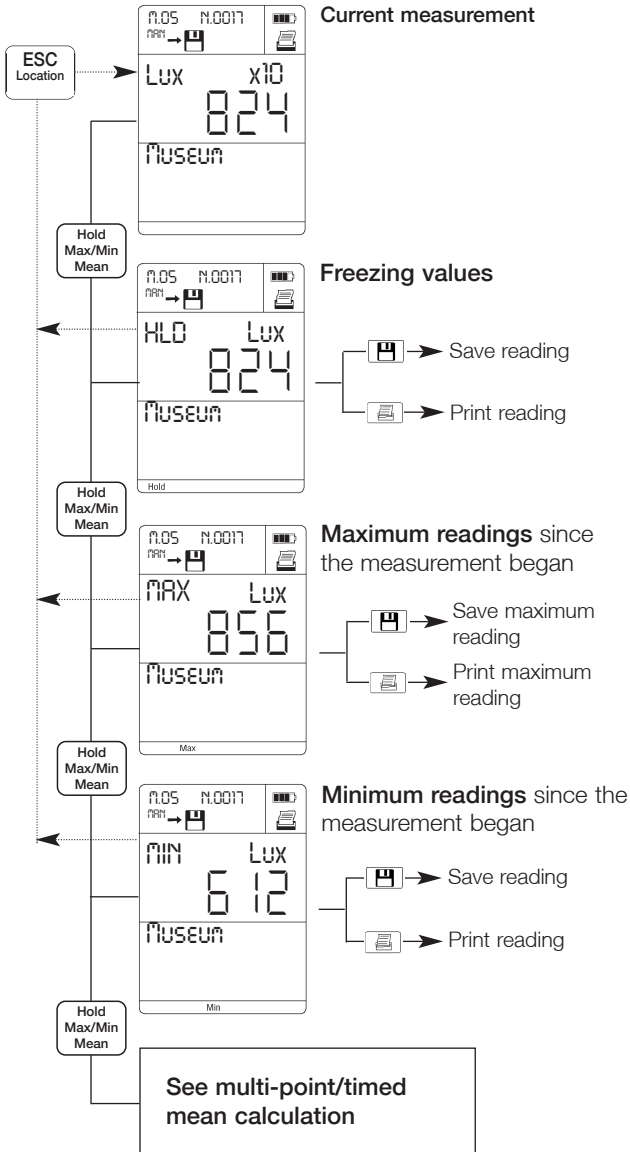 M.05 N.0017
Current measurement
MAN
ESC
Location
Lux x10
824
Museum
Hold
Max/Min
Mean
M.05 N.0017
Freezing values
MAN
HLD Lux
824
Save reading
Print reading
Museum
Hold
Hold
Max/Min
Mean
M.05 N.0017
Maximum readings since
the measurement began
MAN
MAX Lux
856
Save maximum
reading
Print maximum
reading
Museum
Max
Hold
Max/Min
Mean
M.05 N.0017
Minimum readings since the
measurement began
MAN
MIN Lux
612
Save reading
Print reading
Museum
Min
Hold
Max/Min
Mean
See multi-point/timed
mean calculation